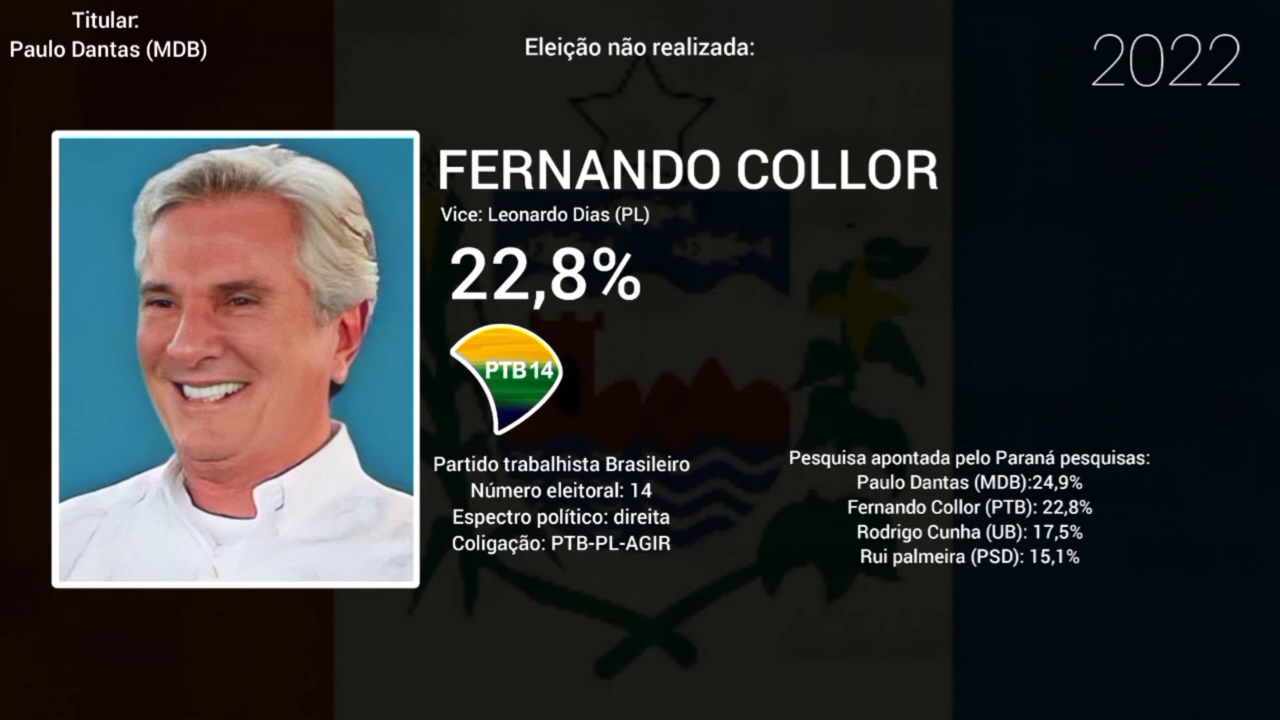 Titular:
Paulo Dantas (MDB)
Eleição não realizada:
2022
FERNANDO COLLOR
Vice: Leonardo Dias (PL)
22,8%
PTB14
Partido trabalhista Brasileiro
Número eleitoral: 14
Espectro político: direita
Coligação: PTB-PL-AGIR
Pesquisa apontada pelo Paraná pesquisas:
Paulo Dantas (MDB):24,9%
Fernando Collor (PTB): 22,8%
Rodrigo Cunha (UB): 17,5%
Rui palmeira (PSD): 15,1%